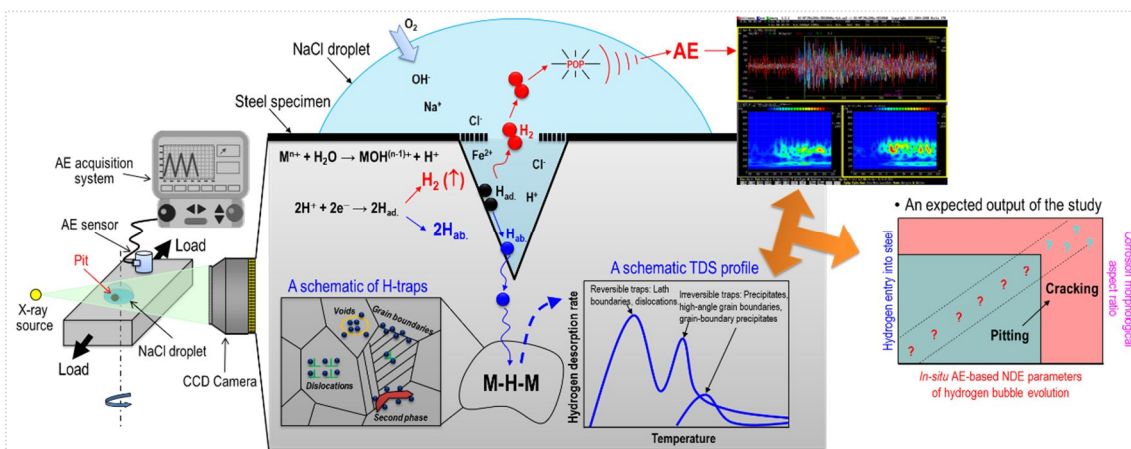 O₂
NaCl droplet
OH⁻
Na⁺
Cl⁻
POP
AE
Steel specimen
H₂
AE acquisition
system
Mⁿ⁺ + H₂O → MOH⁽ⁿ⁻¹⁾⁺ + H⁺
Fe²⁺
Cl⁻
H₂ (↑)
H_ad.
H⁺
2H⁺ + 2e⁻ → 2H_ad.
2H_ab.
H_ab.
AE sensor
Load
Pit
X-ray
source
NaCl droplet
Load
CCD Camera
A schematic of H-traps
Voids
Grain boundaries
Dislocations
Second phase
M-H-M
A schematic TDS profile
Reversible traps: Lath
boundaries, dislocations.
Irreversible traps: Precipitates,
high-angle grain boundaries,
grain-boundary precipitates
Hydrogen desorption rate
Temperature
• An expected output of the study
Hydrogen entry into steel
Corrosion morphological
aspect ratio
? ? ?
?
? Cracking
?
? Pitting
?
?
In-situ AE-based NDE parameters
of hydrogen bubble evolution